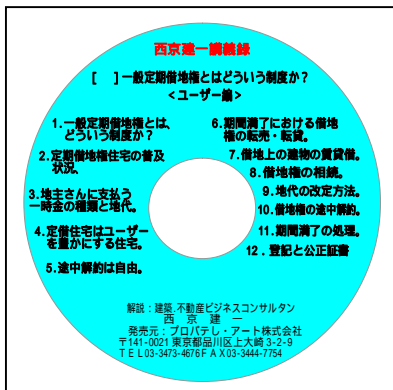 西京建一講義録
[　]一般定期借地権とはどういう制度か？
＜ユーザー編＞
1.一般定期借地権とは、
どういう制度か？
2.定期借地権住宅の普及
状況、
3.地主さんに支払う
一時金の種類と地代。
4.定借住宅はユーザー
を豊かにする住宅。
5.途中解約は自由。
6.期間満了における借地
権の転売・転貸。
7.借地上の建物の賃貸借。
8.借地権の相続。
9.地代の改定方法。
10.借地権の途中解約。
11.期間満了の処理。
12．登記と公正証書
解説：建築.不動産ビジネスコンサルタン
西　京　建　一
発売元：プロパテし・アート株式会社
〒141-0021 東京都品川区上大崎 3-2-9
ＴＥＬ03-3473-4676ＦＡＸ03-3444-7754